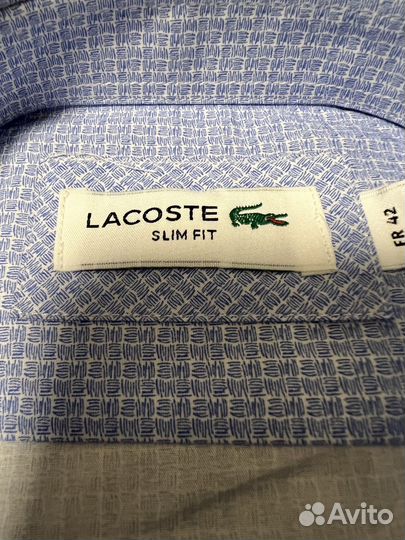 LACOSTE
SLIM FIT
FR 42
Avito